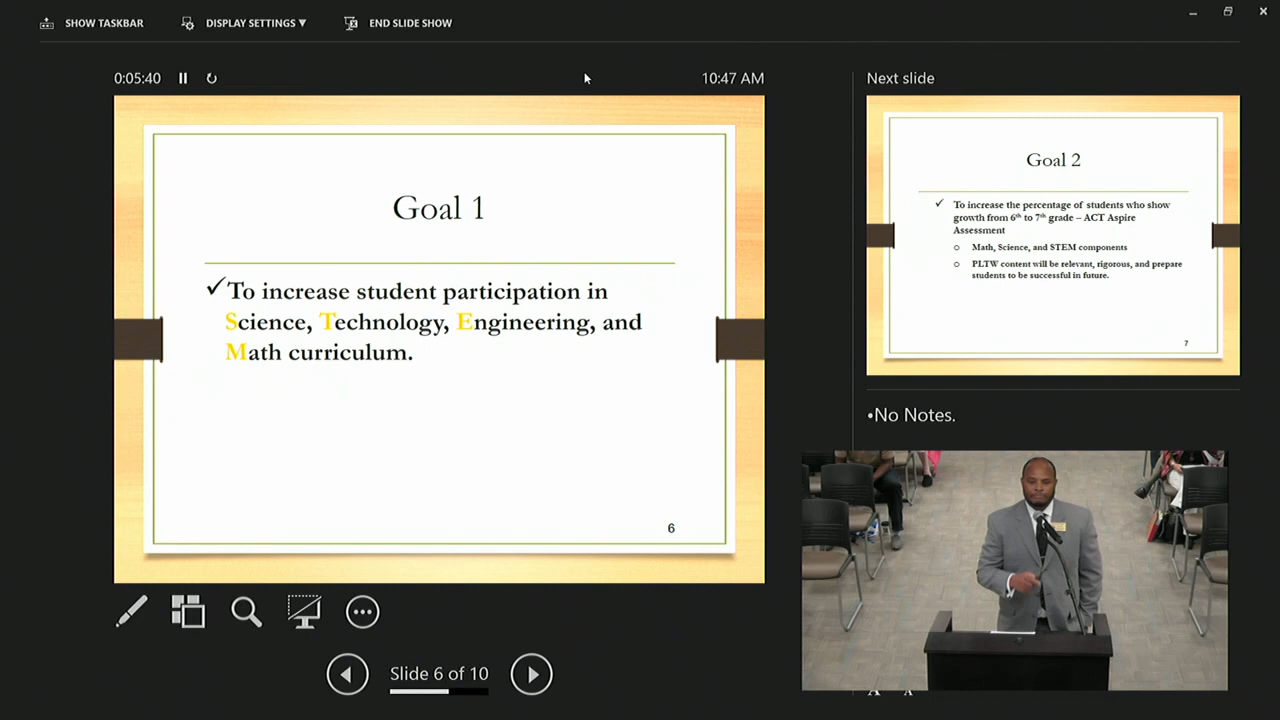 SHOW TASKBAR
DISPLAY SETTINGS ▼
END SLIDE SHOW
0:05:40
10:47 AM
Next slide
Goal 1
✓To increase student participation in
Science, Technology, Engineering, and
Math curriculum.
6
Goal 2
✓ To increase the percentage of students who show
growth from 6th to 7th grade – ACT Aspire
Assessment
o Math, Science, and STEM components
o PLTW content will be relevant, rigorous, and prepare
students to be successful in future.
7
•No Notes.
Slide 6 of 10
A A